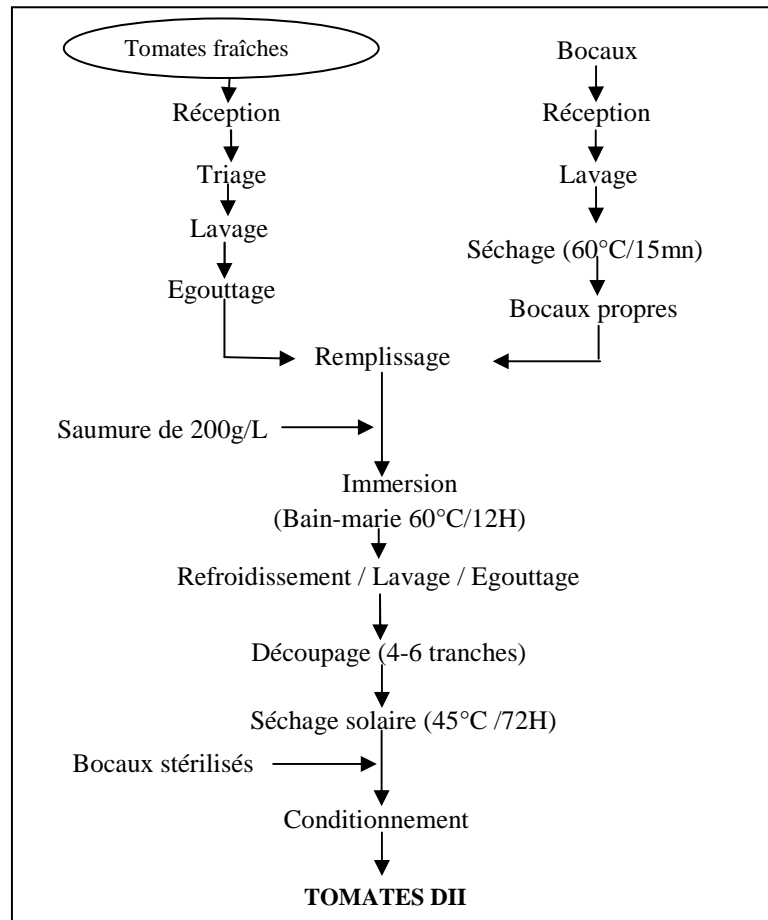 Tomates fraîches
Réception
Triage
Lavage
Egouttage
Bocaux
Réception
Lavage
Séchage (60°C/15mn)
Bocaux propres
Remplissage
Saumure de 200g/L
Immersion
(Bain-marie 60°C/12H)
Refroidissement / Lavage / Egouttage
Découpage (4-6 tranches)
Séchage solaire (45°C /72H)
Bocaux stérilisés
Conditionnement
TOMATES DII